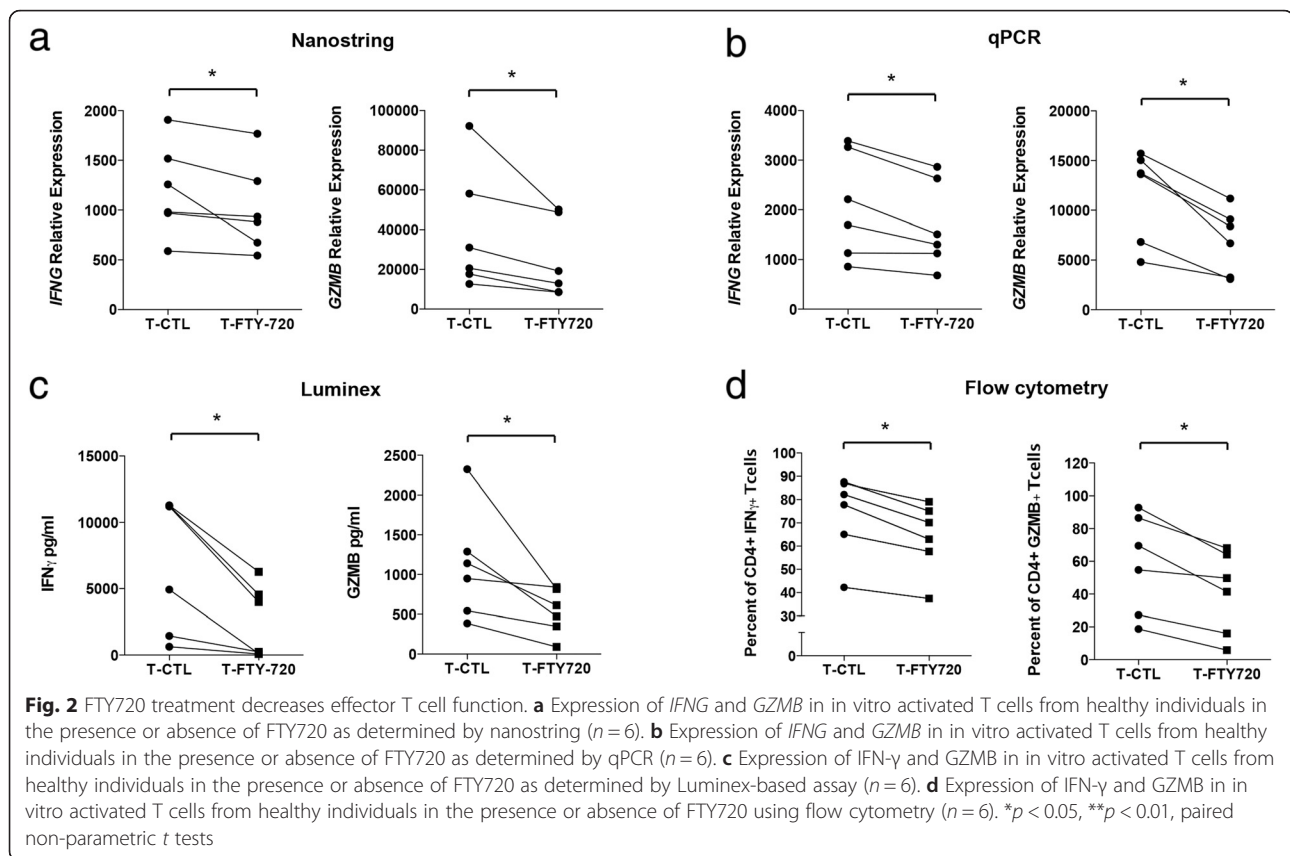 a
Nanostring
*
*
IFNG Relative Expression
2000
1500
1000
500
0
T-CTL T-FTY-720
GZMB Relative Expression
100000
80000
60000
40000
20000
0
T-CTL T-FTY720
b
qPCR
*
*
IFNG Relative Expression
4000
3000
2000
1000
0
T-CTL T-FTY-720
GZMB Relative Expression
20000
15000
10000
5000
0
T-CTL T-FTY720
c
Luminex
*
*
IFNγ pg/ml
15000
10000
5000
0
T-CTL T-FTY-720
GZMB pg/ml
2500
2000
1500
1000
500
0
T-CTL T-FTY720
d
Flow cytometry
*
*
Percent of CD4+ IFNγ+ Tcells
100
90
80
70
60
50
40
30
0
T-CTL T-FTY720
Percent of CD4+ GZMB+ Tcells
120
100
80
60
40
20
0
T-CTL T-FTY720
Fig. 2 FTY720 treatment decreases effector T cell function. a Expression of IFNG and GZMB in in vitro activated T cells from healthy individuals in
the presence or absence of FTY720 as determined by nanostring (n = 6). b Expression of IFNG and GZMB in in vitro activated T cells from healthy
individuals in the presence or absence of FTY720 as determined by qPCR (n = 6). c Expression of IFN-γ and GZMB in in vitro activated T cells from
healthy individuals in the presence or absence of FTY720 as determined by Luminex-based assay (n = 6). d Expression of IFN-γ and GZMB in in
vitro activated T cells from healthy individuals in the presence or absence of FTY720 using flow cytometry (n = 6). *p < 0.05, **p < 0.01, paired
non-parametric t tests